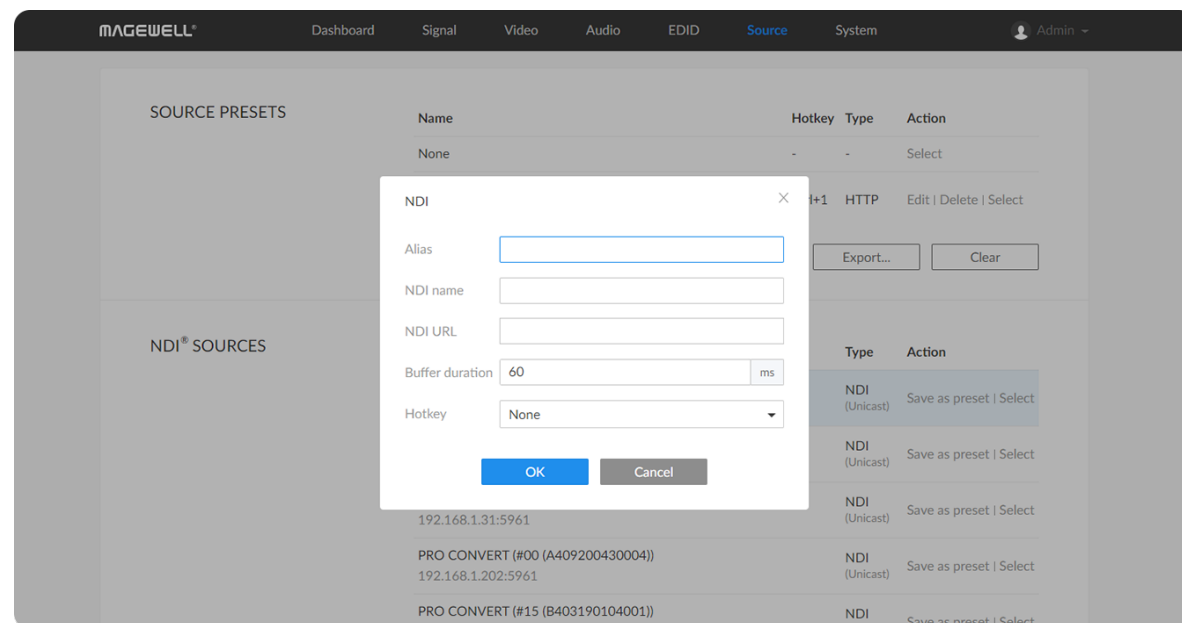 MAGEWELL® Dashboard Signal Video Audio EDID Source System Admin
SOURCE PRESETS
Name Hotkey Type Action
None - - Select
l+1 HTTP Edit | Delete | Select
Export... Clear
NDI
Alias
NDI name
NDI URL
Buffer duration 60 ms
Hotkey None
OK Cancel
NDI® SOURCES
Type Action
NDI
(Unicast) Save as preset | Select
NDI
(Unicast) Save as preset | Select
192.168.1.31:5961
NDI
(Unicast) Save as preset | Select
PRO CONVERT (#00 (A409200430004))
192.168.1.202:5961
NDI
(Unicast) Save as preset | Select
PRO CONVERT (#15 (B403190104001))
NDI
Save as preset | Select